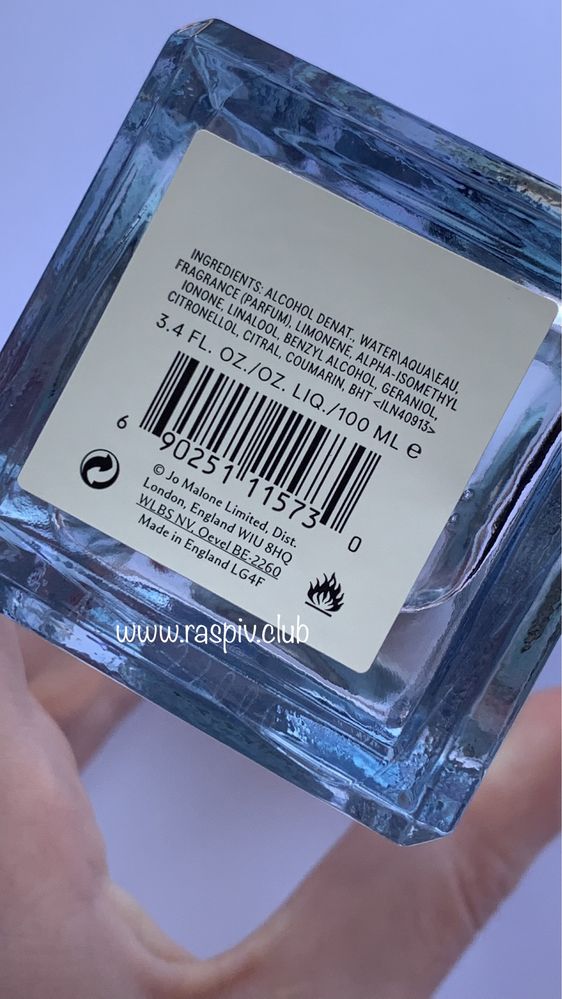 INGREDIENTS: ALCOHOL DENAT., WATER\AQUA\EAU,
FRAGRANCE (PARFUM), LIMONENE, ALPHA-ISOMETHYL
IONONE, LINALOOL, BENZYL ALCOHOL, GERANIOL,
CITRONELLOL, CITRAL, COUMARIN, BHT <ILN40913>
3.4 FL. OZ./OZ. LIQ./100 ML e
6 90251 11573 0
© Jo Malone Limited, Dist.
London, England W1U 8HQ
WLBS NV, Oevel BE-2260
Made in England LG4F
www.raspiv.club